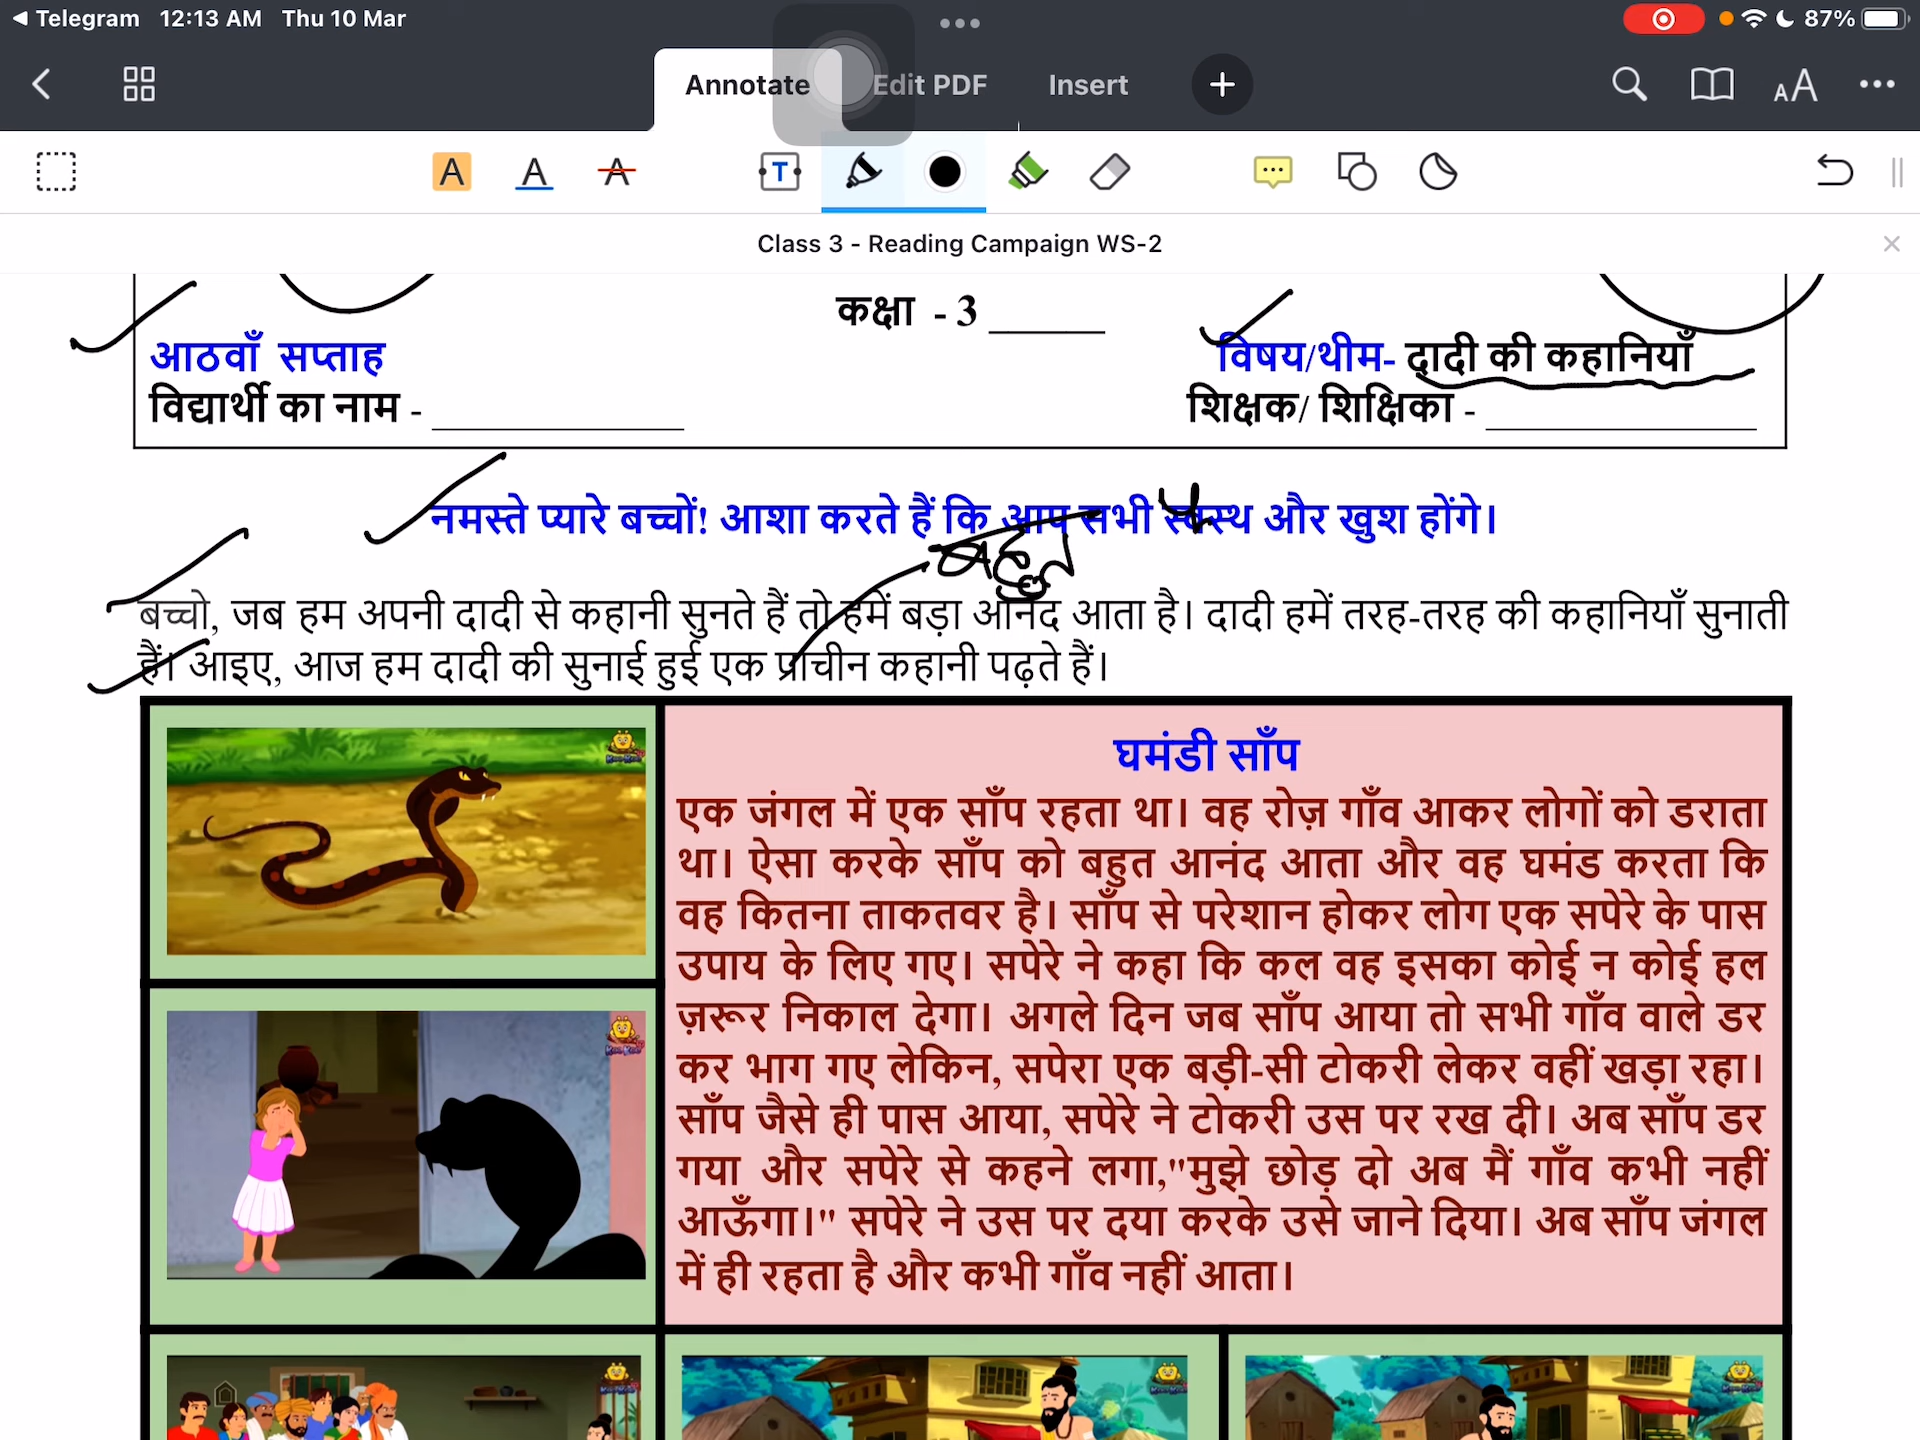 Telegram 12:13 AM Thu 10 Mar 87%
Annotate Edit PDF Insert
Class 3 - Reading Campaign WS-2
कक्षा - 3 ______
आठवाँ सप्ताह विषय/थीम- दादी की कहानियाँ
विद्यार्थी का नाम - _____________ शिक्षक/ शिक्षिका - ______________
नमस्ते प्यारे बच्चों! आशा करते हैं कि आप सभी स्वस्थ और खुश होंगे।
बहुत
बच्चो, जब हम अपनी दादी से कहानी सुनते हैं तो हमें बड़ा आनंद आता है। दादी हमें तरह-तरह की कहानियाँ सुनाती
हैं। आइए, आज हम दादी की सुनाई हुई एक प्राचीन कहानी पढ़ते हैं।
घमंडी साँप
एक जंगल में एक साँप रहता था। वह रोज़ गाँव आकर लोगों को डराता
था। ऐसा करके साँप को बहुत आनंद आता और वह घमंड करता कि
वह कितना ताकतवर है। साँप से परेशान होकर लोग एक सपेरे के पास
उपाय के लिए गए। सपेरे ने कहा कि कल वह इसका कोई न कोई हल
ज़रूर निकाल देगा। अगले दिन जब साँप आया तो सभी गाँव वाले डर
कर भाग गए लेकिन, सपेरा एक बड़ी-सी टोकरी लेकर वहीं खड़ा रहा।
साँप जैसे ही पास आया, सपेरे ने टोकरी उस पर रख दी। अब साँप डर
गया और सपेरे से कहने लगा,"मुझे छोड़ दो अब मैं गाँव कभी नहीं
आऊँगा।" सपेरे ने उस पर दया करके उसे जाने दिया। अब साँप जंगल
में ही रहता है और कभी गाँव नहीं आता।